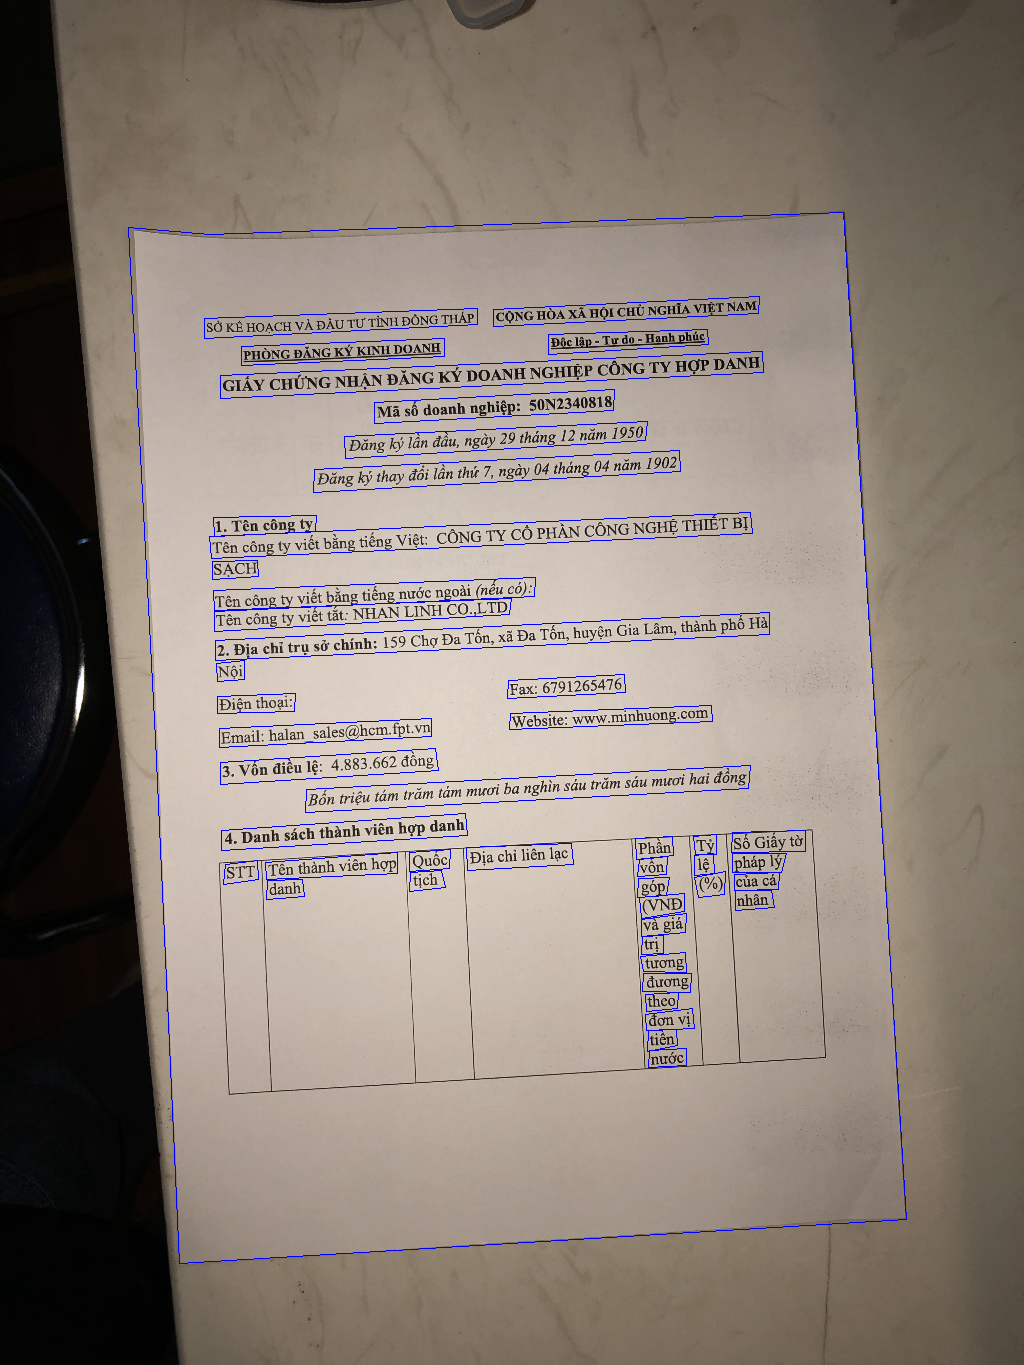 SỞ KẾ HOẠCH VÀ ĐẦU TƯ TỈNH ĐỒNG THÁP
CỘNG HÒA XÃ HỘI CHỦ NGHĨA VIỆT NAM
PHÒNG ĐĂNG KÝ KINH DOANH
Độc lập - Tự do - Hạnh phúc
GIẤY CHỨNG NHẬN ĐĂNG KÝ DOANH NGHIỆP CÔNG TY HỢP DANH
Mã số doanh nghiệp: 50N2340818
Đăng ký lần đầu, ngày 29 tháng 12 năm 1950
Đăng ký thay đổi lần thứ 7, ngày 04 tháng 04 năm 1902
1. Tên công ty
Tên công ty viết bằng tiếng Việt: CÔNG TY CỔ PHẦN CÔNG NGHỆ THIẾT BỊ
SẠCH
Tên công ty viết bằng tiếng nước ngoài (nếu có):
Tên công ty viết tắt: NHAN LINH CO.,LTD
2. Địa chỉ trụ sở chính: 159 Chợ Đa Tốn, xã Đa Tốn, huyện Gia Lâm, thành phố Hà
Nội
Điện thoại:
Fax: 6791265476
Email: halan_sales@hcm.fpt.vn
Website: www.minhuong.com
3. Vốn điều lệ: 4.883.662 đồng
Bốn triệu tám trăm tám mươi ba nghìn sáu trăm sáu mươi hai đồng
4. Danh sách thành viên hợp danh
STT
Tên thành viên hợp
danh
Quốc
tịch
Địa chỉ liên lạc
Phần
vốn
góp
(VNĐ
và giá
trị
tương
đương
theo
đơn vị
tiền
nước
Tỷ
lệ
(%)
Số Giấy tờ
pháp lý
của cá
nhân